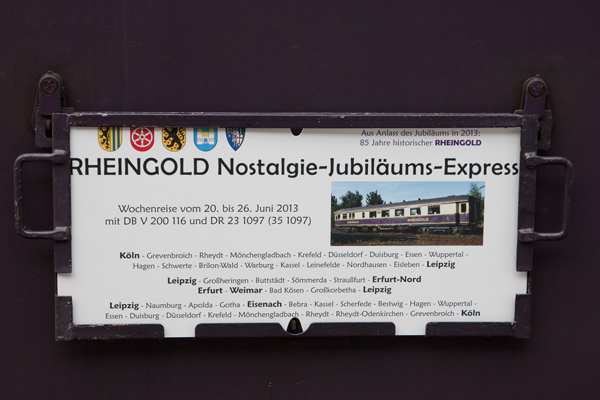 Aus Anlass des Jubiläums in 2013:
85 Jahre historischer RHEINGOLD
RHEINGOLD Nostalgie-Jubiläums-Express
Wochenreise vom 20. bis 26. Juni 2013
mit DB V 200 116 und DR 23 1097 (35 1097)
RHEINGOLD
Köln - Grevenbroich - Rheydt - Mönchengladbach - Krefeld - Düsseldorf - Duisburg - Essen - Wuppertal -
Hagen - Schwerte - Brilon-Wald - Warburg - Kassel - Leinefelde - Nordhausen - Eisleben - Leipzig
Leipzig - Großheringen - Buttstädt - Sömmerda - Straußfurt - Erfurt-Nord
Erfurt - Weimar - Bad Kösen - Großkorbetha - Leipzig
Leipzig - Naumburg - Apolda - Gotha - Eisenach - Bebra - Kassel - Scherfede - Bestwig - Hagen - Wuppertal -
Essen - Duisburg - Düsseldorf - Krefeld - Mönchengladbach - Rheydt - Rheydt-Odenkirchen - Grevenbroich - Köln